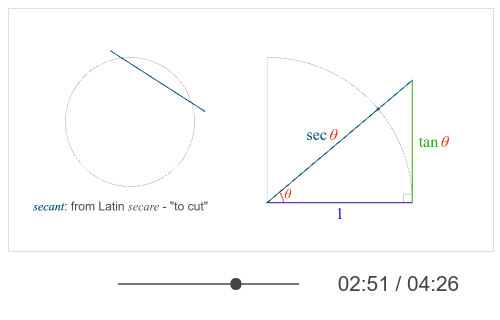 sec θ
tan θ
θ
1
secant: from Latin secare - "to cut"
02:51 / 04:26